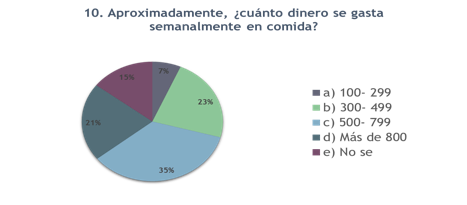 10. Aproximadamente, ¿cuánto dinero se gasta
semanalmente en comida?
7%
15%
23%
21%
35%
a) 100- 299
b) 300- 499
c) 500- 799
d) Más de 800
e) No se